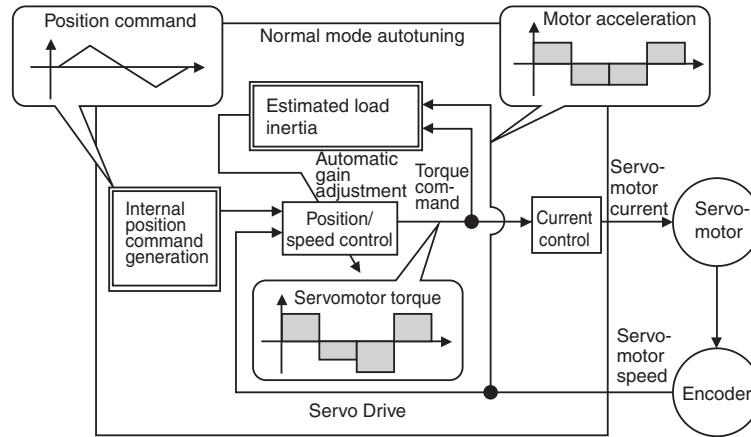 Position command
Normal mode autotuning
Motor acceleration
Estimated load
inertia
Automatic
gain
adjustment
Torque
com-
mand
Servo-
motor
current
Internal
position
command
generation
Position/
speed control
Current
control
Servo-
motor
Servomotor torque
Servo-
motor
speed
Encoder
Servo Drive